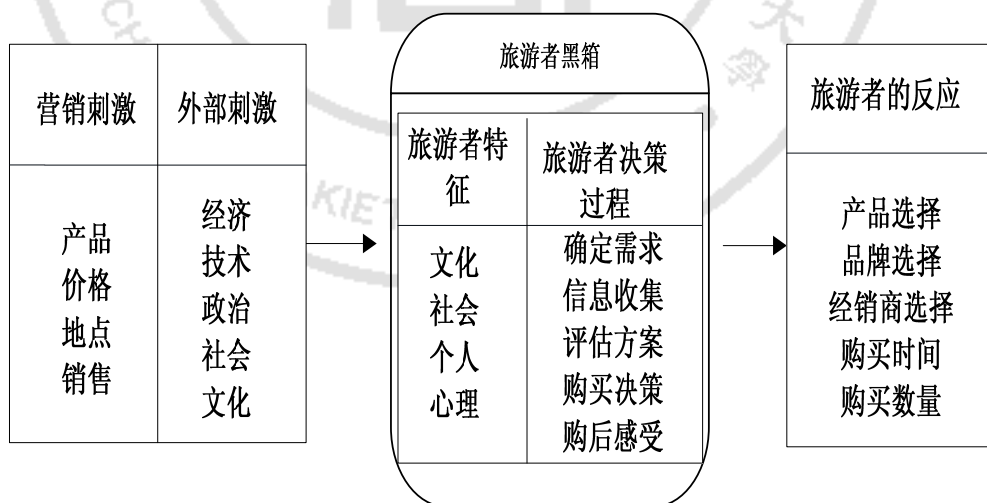 旅游者黑箱
营销刺激
外部刺激
产品
价格
地点
销售
经济
技术
政治
社会
文化
旅游者特
征
旅游者决策
过程
文化
社会
个人
心理
确定需求
信息收集
评估方案
购买决策
购后感受
旅游者的反应
产品选择
品牌选择
经销商选择
购买时间
购买数量